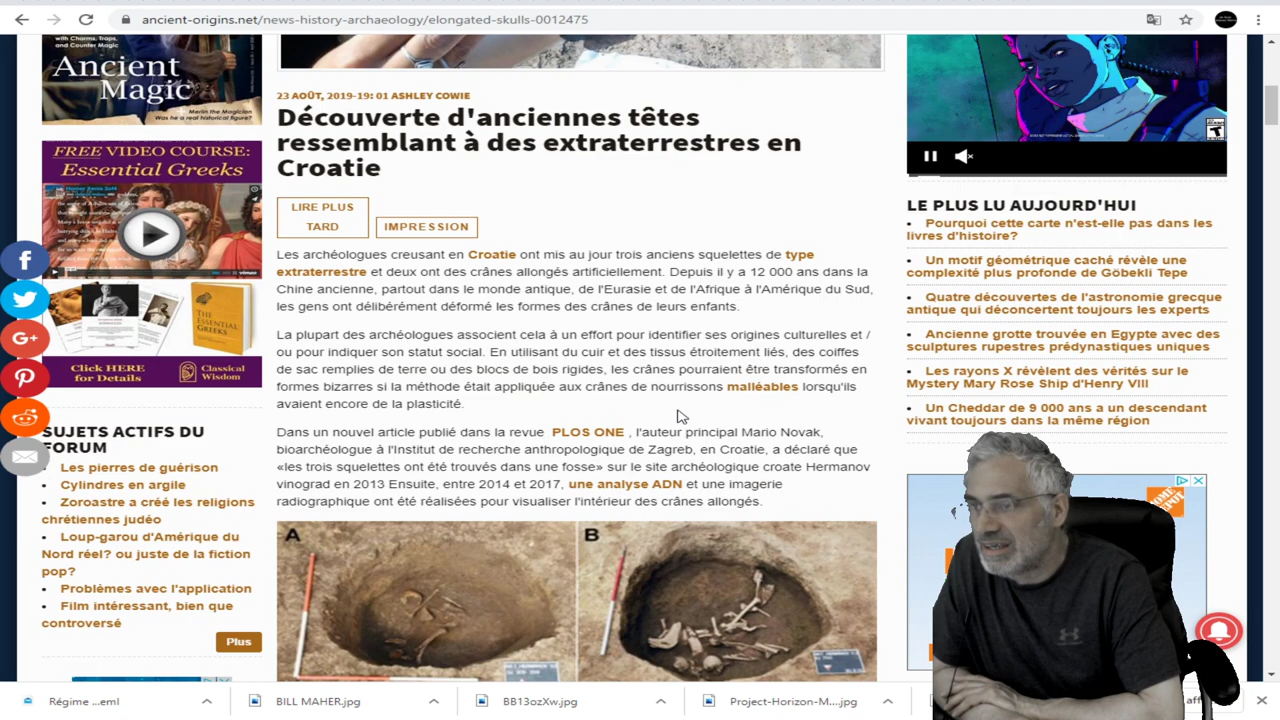 ancient-origins.net/news-history-archaeology/elongated-skulls-0012475
with Charms, Traps,
and Counter Magic
Ancient
Magic
Merlin the Magician
Was he a real historical figure?
FREE VIDEO COURSE:
Essential Greeks
THE
ESSENTIAL
GREEKS
Click HERE
for Details
Classical
Wisdom
SUJETS ACTIFS DU
FORUM
Les pierres de guérison
Cylindres en argile
Zoroastre a créé les religions
chrétiennes judéo
Loup-garou d'Amérique du
Nord réel? ou juste de la fiction
pop?
Problèmes avec l'application
Film intéressant, bien que
controversé
Plus
23 AOÛT, 2019-19: 01 ASHLEY COWIE
Découverte d'anciennes têtes
ressemblant à des extraterrestres en
Croatie
LIRE PLUS
TARD
IMPRESSION
Les archéologues creusant en Croatie ont mis au jour trois anciens squelettes de type
extraterrestre et deux ont des crânes allongés artificiellement. Depuis il y a 12 000 ans dans la
Chine ancienne, partout dans le monde antique, de l'Eurasie et de l'Afrique à l'Amérique du Sud,
les gens ont délibérément déformé les formes des crânes de leurs enfants.
La plupart des archéologues associent cela à un effort pour identifier ses origines culturelles et /
ou pour indiquer son statut social. En utilisant du cuir et des tissus étroitement liés, des coiffes
de sac remplies de terre ou des blocs de bois rigides, les crânes pourraient être transformés en
formes bizarres si la méthode était appliquée aux crânes de nourrissons malléables lorsqu'ils
avaient encore de la plasticité.
Dans un nouvel article publié dans la revue PLOS ONE , l'auteur principal Mario Novak,
bioarchéologue à l'Institut de recherche anthropologique de Zagreb, en Croatie, a déclaré que
«les trois squelettes ont été trouvés dans une fosse» sur le site archéologique croate Hermanov
vinograd en 2013 Ensuite, entre 2014 et 2017, une analyse ADN et une imagerie
radiographique ont été réalisées pour visualiser l'intérieur des crânes allongés.
A
B
LE PLUS LU AUJOURD'HUI
Pourquoi cette carte n'est-elle pas dans les
livres d'histoire?
Un motif géométrique caché révèle une
complexité plus profonde de Göbekli Tepe
Quatre découvertes de l'astronomie grecque
antique qui déconcertent toujours les experts
Ancienne grotte trouvée en Egypte avec des
sculptures rupestres prédynastiques uniques
Les rayons X révèlent des vérités sur le
Mystery Mary Rose Ship d'Henry VIII
Un Cheddar de 9 000 ans a un descendant
vivant toujours dans la même région
Régime ...eml
BILL MAHER.jpg
BB13ozXw.jpg
Project-Horizon-M....jpg